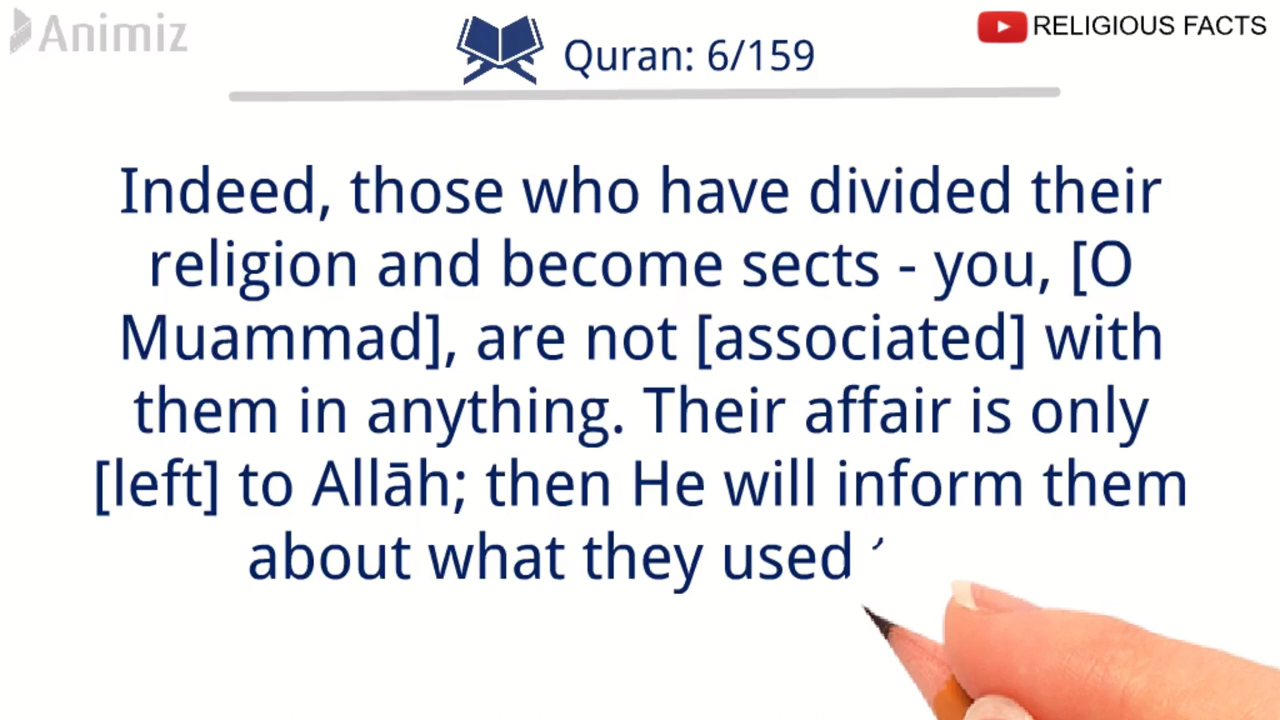 Animiz
RELIGIOUS FACTS
Quran: 6/159
Indeed, those who have divided their
religion and become sects - you, [O
Muammad], are not [associated] with
them in anything. Their affair is only
[left] to Allāh; then He will inform them
about what they used